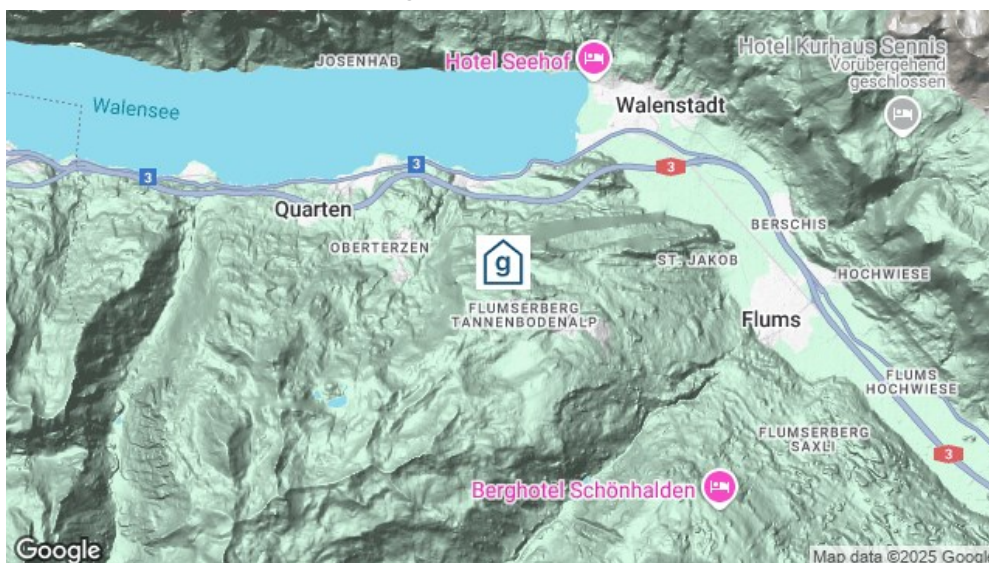 JOSENHAB
Hotel Seehof
Hotel Kurhaus Sennis
Vorübergehend
geschlossen
Walensee
Walenstadt
3
3
3
Quarten
BERSCHIS
OBERTERZEN
g
ST. JAKOB
HOCHWIESE
FLUMSERBERG
TANNENBODENALP
Flums
FLUMS
HOCHWIESE
FLUMSERBERG
SAXLI
3
Berghotel Schönhalden
Google
Map data ©2025 Google